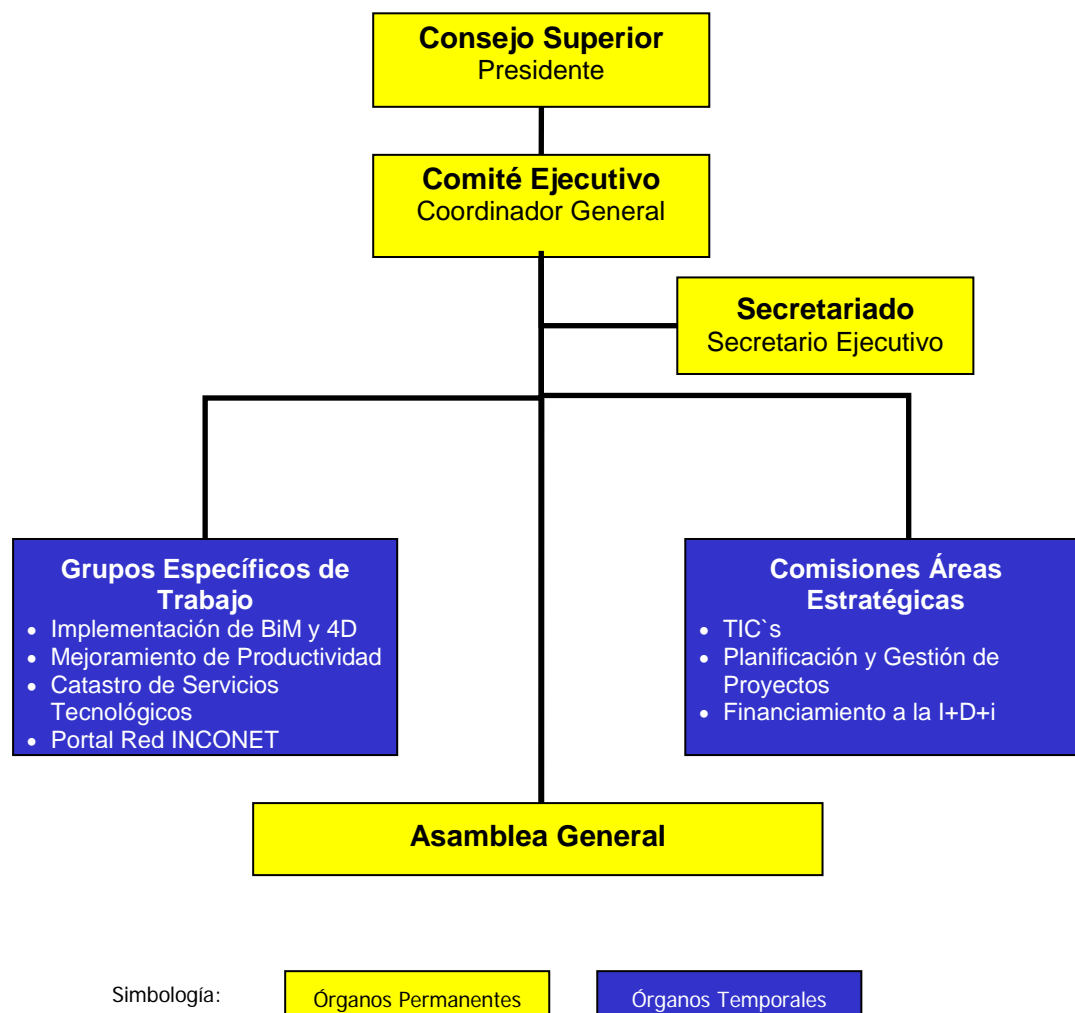 Consejo Superior
Presidente
Comité Ejecutivo
Coordinador General
Secretariado
Secretario Ejecutivo
Grupos Específicos de
Trabajo
• Implementación de BiM y 4D
• Mejoramiento de Productividad
• Catastro de Servicios
Tecnológicos
• Portal Red INCONET
Comisiones Áreas
Estratégicas
• TIC`s
• Planificación y Gestión de
Proyectos
• Financiamiento a la I+D+i
Asamblea General
Simbología:
Órganos Permanentes
Órganos Temporales